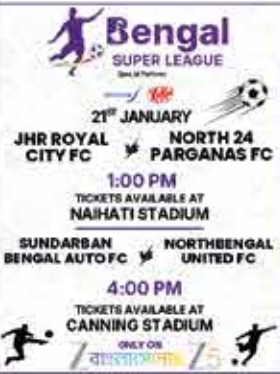 Bengal
SUPER LEAGUE
21ST JANUARY
JHR ROYAL
CITY FC
NORTH 24
PARGANAS FC
1:00 PM
TICKETS AVAILABLE AT
NAIHATI STADIUM
SUNDARBAN
BENGAL AUTO FC
NORTHBENGAL
UNITED FC
4:00 PM
TICKETS AVAILABLE AT
CANNING STADIUM
ONLY ON